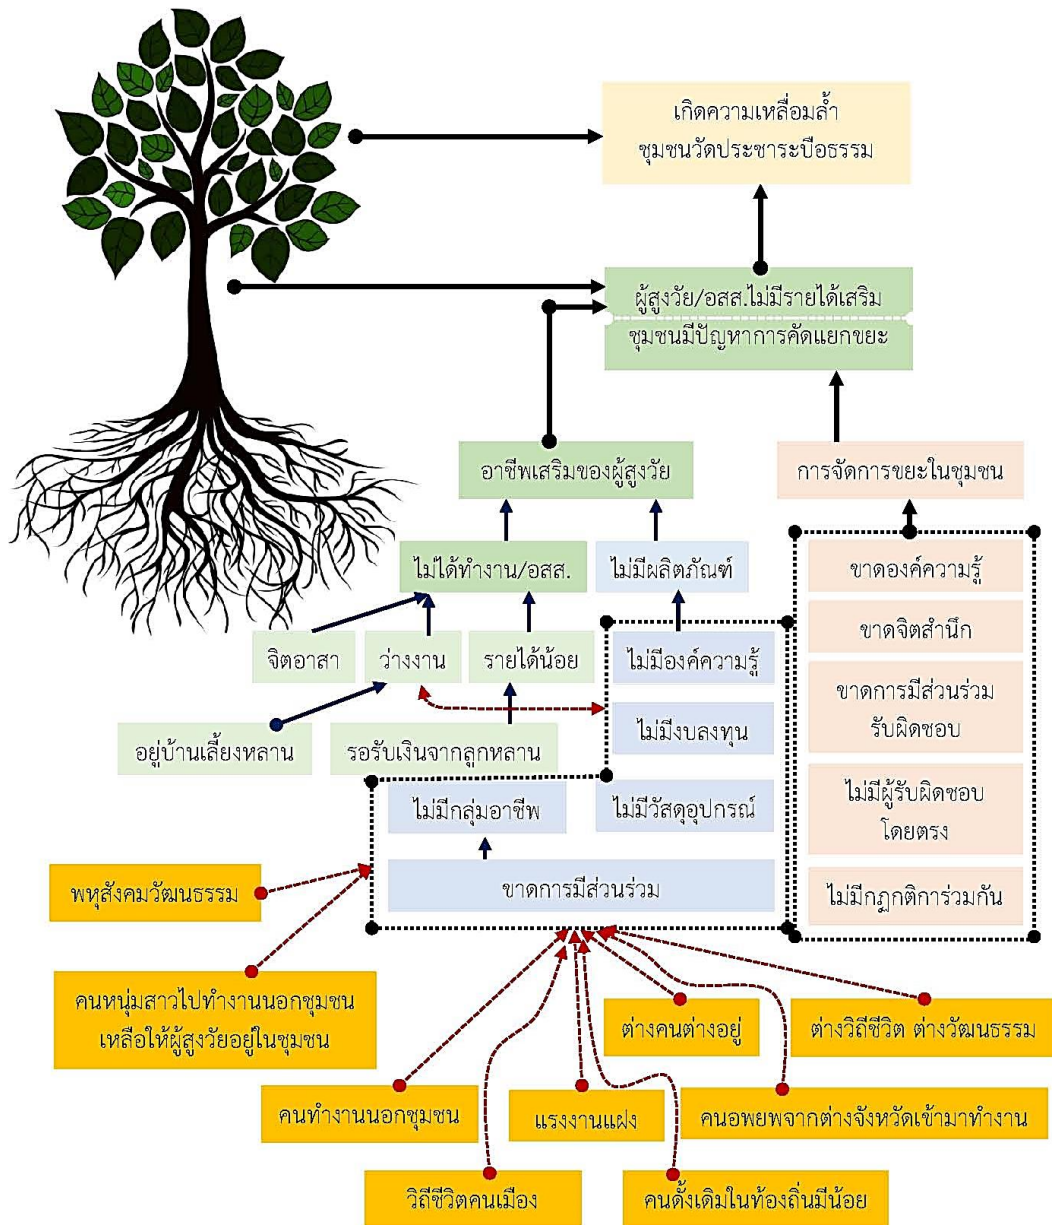 เกิดความเหลื่อมล้ำ
ชุมชนวัดประชาระบือธรรม
ผู้สูงวัย/อสส.ไม่มีรายได้เสริม
ชุมชนมีปัญหาการคัดแยกขยะ
อาชีพเสริมของผู้สูงวัย
การจัดการขยะในชุมชน
ไม่ได้ทำงาน/อสส.
ไม่มีผลิตภัณฑ์
ขาดองค์ความรู้
จิตอาสา
ว่างงาน
รายได้น้อย
ไม่มีองค์ความรู้
ขาดจิตสำนึก
ขาดการมีส่วนร่วม
รับผิดชอบ
อยู่บ้านเลี้ยงหลาน
รอรับเงินจากลูกหลาน
ไม่มีงบลงทุน
ไม่มีกลุ่มอาชีพ
ไม่มีวัสดุอุปกรณ์
ไม่มีผู้รับผิดชอบ
โดยตรง
พหุสังคมวัฒนธรรม
ขาดการมีส่วนร่วม
ไม่มีกฏกติการ่วมกัน
คนหนุ่มสาวไปทำงานนอกชุมชน
เหลือให้ผู้สูงวัยอยู่ในชุมชน
ต่างคนต่างอยู่
ต่างวิถีชีวิต ต่างวัฒนธรรม
คนทำงานนอกชุมชน
แรงงานแฝง
คนอพยพจากต่างจังหวัดเข้ามาทำงาน
วิถีชีวิตคนเมือง
คนดั้งเดิมในท้องถิ่นมีน้อย